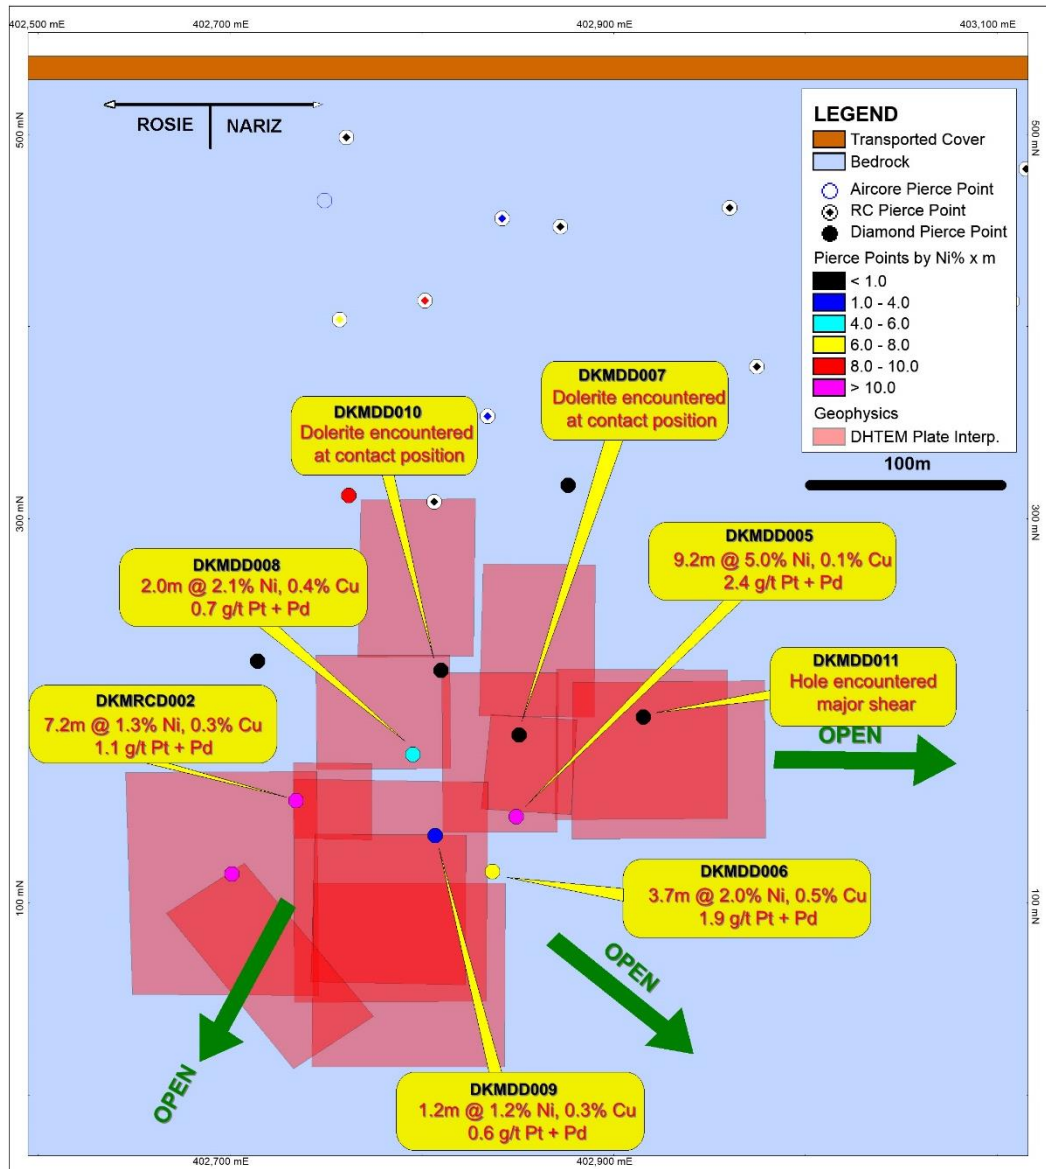 402,500 mE
402,700 mE
402,900 mE
403,100 mE
ROSIE
NARIZ
500 mN
500 mN
LEGEND
Transported Cover
Bedrock
Aircore Pierce Point
RC Pierce Point
Diamond Pierce Point
Pierce Points by Ni% x m
< 1.0
1.0 - 4.0
4.0 - 6.0
6.0 - 8.0
8.0 - 10.0
> 10.0
Geophysics
DHTEM Plate Interp.
100m
DKMDD007
Dolerite encountered
at contact position
DKMDD010
Dolerite encountered
at contact position
300 mN
300 mN
DKMDD005
9.2m @ 5.0% Ni, 0.1% Cu
2.4 g/t Pt + Pd
DKMDD008
2.0m @ 2.1% Ni, 0.4% Cu
0.7 g/t Pt + Pd
DKMDD011
Hole encountered
major shear
DKMRCD002
7.2m @ 1.3% Ni, 0.3% Cu
1.1 g/t Pt + Pd
OPEN
DKMDD006
3.7m @ 2.0% Ni, 0.5% Cu
1.9 g/t Pt + Pd
100 mN
100 mN
OPEN
OPEN
DKMDD009
1.2m @ 1.2% Ni, 0.3% Cu
0.6 g/t Pt + Pd
402,700 mE
402,900 mE